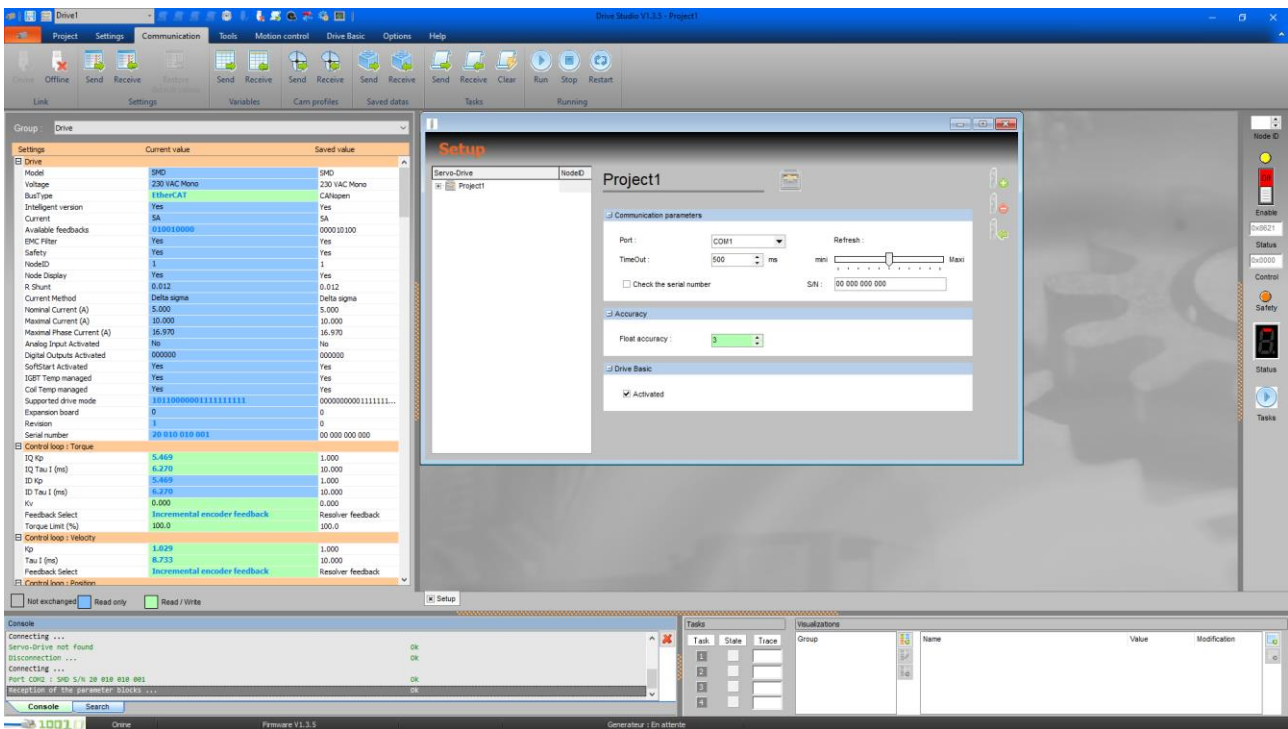 Drive1
Drive Studio V1.3.5 - Project1
Project Settings Communication Tools Motion control Drive Basic Options Help
Offline Send Receive Send Receive Send Receive Send Receive Send Receive Clear Run Stop Restart
Link Settings Variables Cam profiles Saved datas Tasks Running
Group : Drive
Settings Current value Saved value
Drive
Model SMD SMD
Voltage 230 VAC Mono 230 VAC Mono
BusType EtherCAT CANopen
Intelligent version Yes Yes
Current 5A 5A
Available feedbacks 010010000 000010100
EMC Filter Yes Yes
Safety Yes Yes
NodeID 1 1
Node Display Yes Yes
R Shunt 0.012 0.012
Current Method Delta sigma Delta sigma
Nominal Current (A) 5.000 5.000
Maximal Current (A) 10.000 10.000
Maximal Phase Current (A) 16.970 16.970
Analog Input Activated No No
Digital Outputs Activated 000000 000000
SoftStart Activated Yes Yes
IGBT Temp managed Yes Yes
Coil Temp managed Yes Yes
Supported drive mode
Expansion board 0 0
Revision 1 0
Serial number 20 010 010 001 00 000 000 000
Control loop : Torque
IQ Kp 5.469 1.000
IQ Tau I (ms) 6.270 10.000
ID Kp 5.469 1.000
ID Tau I (ms) 6.270 10.000
Kv 0.000 0.000
Feedback Select Incremental encoder feedback Resolver feedback
Torque Limit (%) 100.0 100.0
Control loop : Velocity
Kp 1.029 1.000
Tau I (ms) 8.733 10.000
Feedback Select Incremental encoder feedback Resolver feedback
Control loop : Position
Not exchanged Read only Read / Write
Setup
Servo-Drive NodeID
Project1
Project1
Communication parameters
Port : COM1 Refresh :
TimeOut : 500 ms mini Maxi
Check the serial number S/N : 00 000 000 000
Accuracy
Float accuracy : 3
Drive Basic
Activated
Setup
Node ID
Enable
0x8621
Status
0x0000
Control
Safety
Status
Tasks
Console
Connecting ...
Servo-Drive not found Ok
Disconnection ... Ok
Connecting ...
Port COM2 : SMD S/N 20 010 010 001 Ok
Reception of the parameter blocks ... Ok
Console Search
Tasks
Task State Trace
1
2
3
4
Visualizations
Group Name Value Modification
1001 Onine Firmware V1.3.5 Generateur : En attente